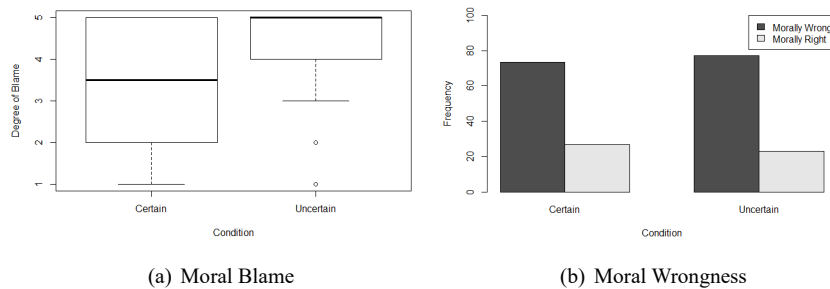 Degree of Blame
5
4
3
2
1
Certain
Uncertain
Condition
(a) Moral Blame
Frequency
100
80
60
40
20
0
Morally Wrong
Morally Right
Certain
Uncertain
Condition
(b) Moral Wrongness